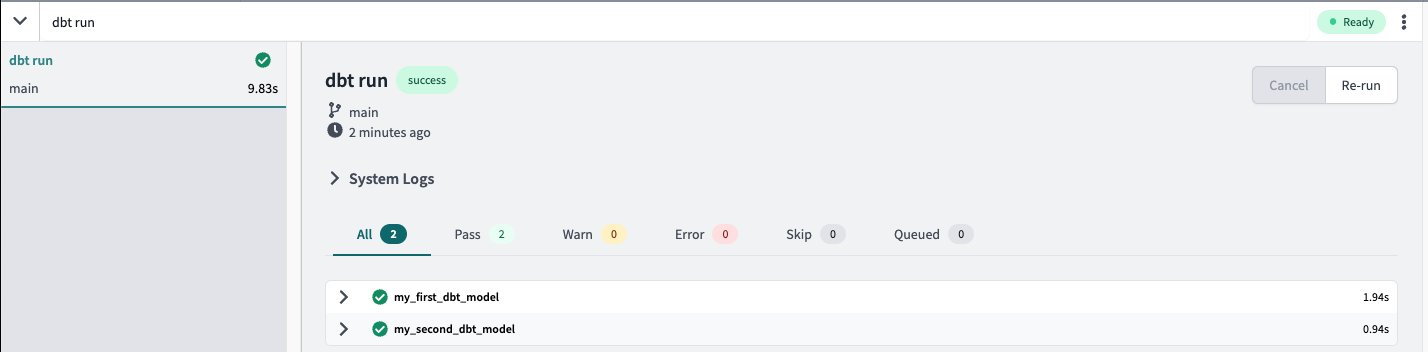 dbt run
Ready
dbt run
main 9.83s
dbt run success
Cancel Re-run
main
2 minutes ago
System Logs
All 2 Pass 2 Warn 0 Error 0 Skip 0 Queued 0
my_first_dbt_model 1.94s
my_second_dbt_model 0.94s